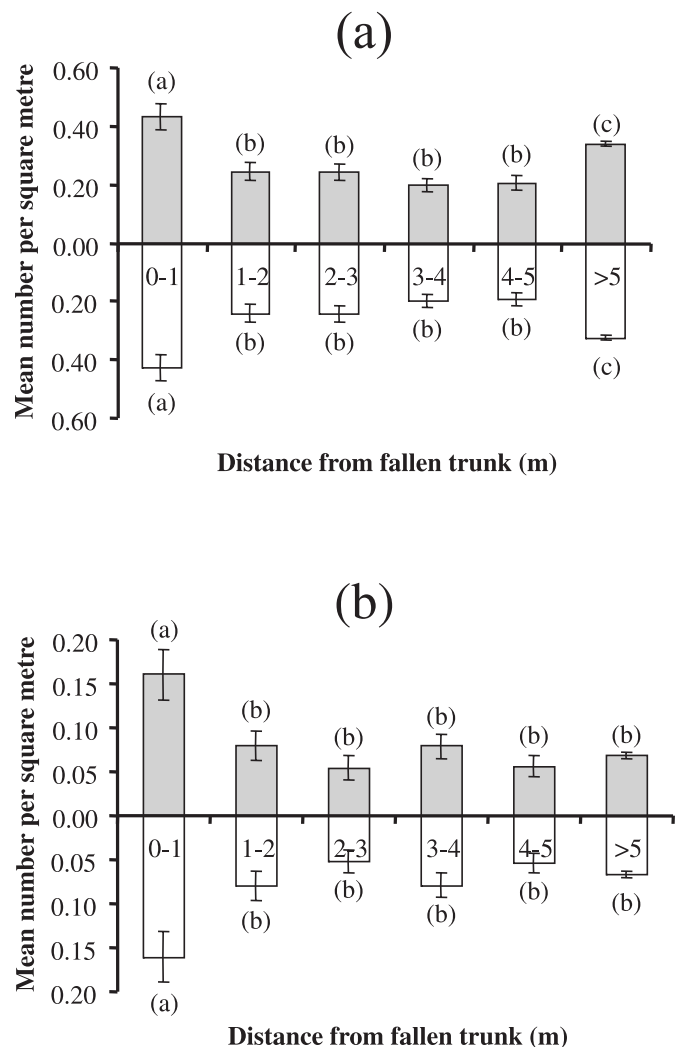 (a)
Mean number per square metre
0.60
0.40
0.20
0.00
0.20
0.40
0.60
(a) (b) (b) (b) (b) (c)
0-1 1-2 2-3 3-4 4-5 >5
(a) (b) (b) (b) (b) (c)
Distance from fallen trunk (m)
(b)
Mean number per square metre
0.20
0.15
0.10
0.05
0.00
0.05
0.10
0.15
0.20
(a) (b) (b) (b) (b) (b)
0-1 1-2 2-3 3-4 4-5 >5
(a) (b) (b) (b) (b) (b)
Distance from fallen trunk (m)